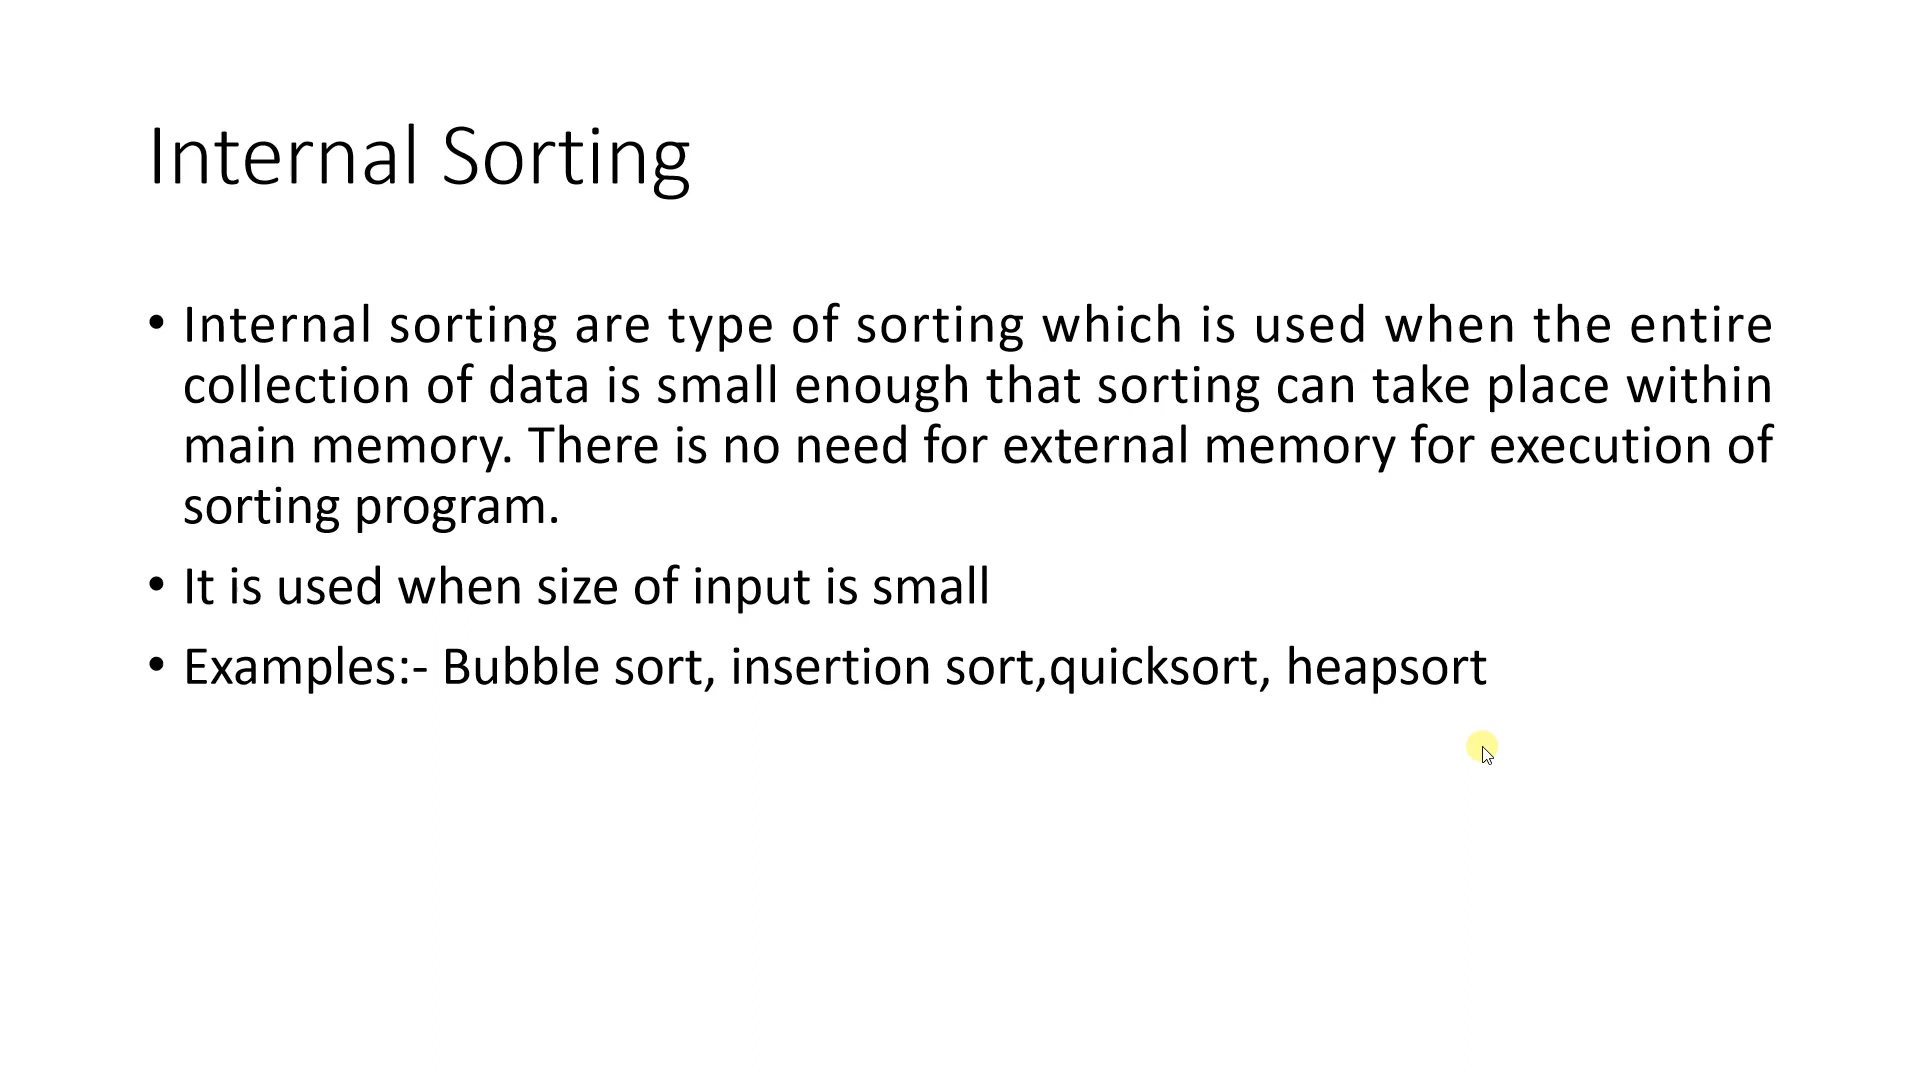 Internal Sorting
• Internal sorting are type of sorting which is used when the entire
collection of data is small enough that sorting can take place within
main memory. There is no need for external memory for execution of
sorting program.
• It is used when size of input is small
• Examples:- Bubble sort, insertion sort,quicksort, heapsort